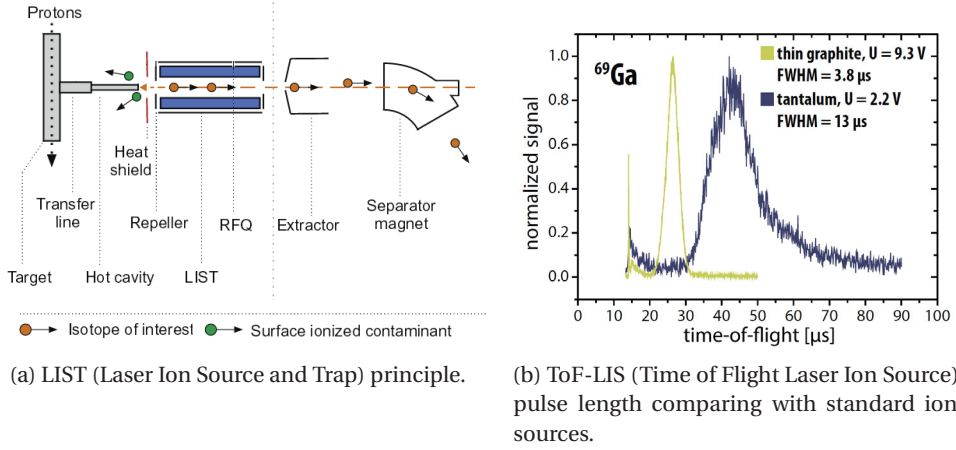 Protons
Heat
shield
Transfer
line
Repeller
RFQ
Extractor
Separator
magnet
Target
Hot cavity
LIST
Isotope of interest
Surface ionized contaminant
(a) LIST (Laser Ion Source and Trap) principle.
69Ga
thin graphite, U = 9.3 V
FWHM = 3.8 µs
tantalum, U = 2.2 V
FWHM = 13 µs
normalized signal
1.0
0.8
0.6
0.4
0.2
0.0
0 10 20 30 40 50 60 70 80 90 100
time-of-flight [µs]
(b) ToF-LIS (Time of Flight Laser Ion Source)
pulse length comparing with standard ion
sources.